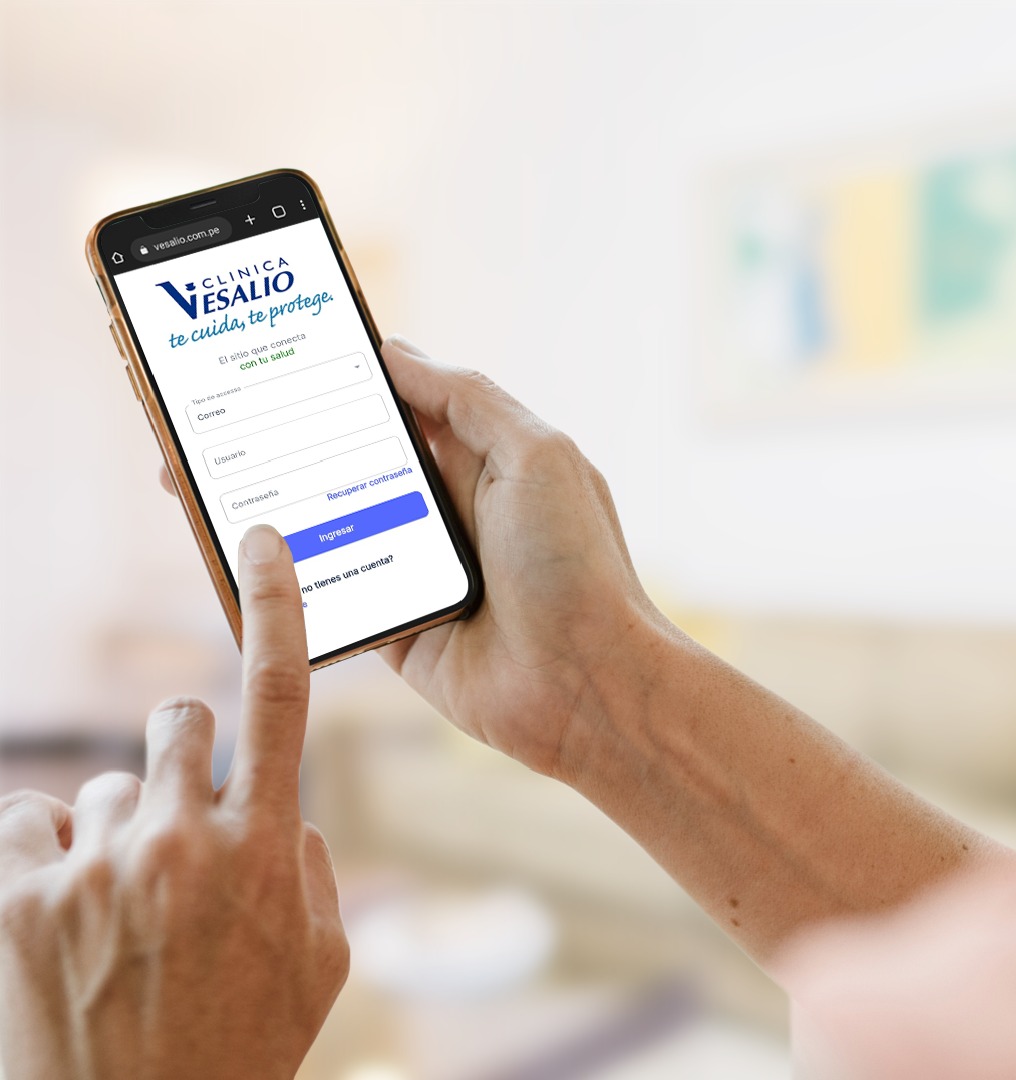 vesalio.com.pe
CLINICA
VESALIO
te cuida, te protege.
El sitio que conecta
con tu salud
Tipo de accesso
Correo
Usuario
Contraseña
Recuperar contraseña
Ingresar
no tienes una cuenta?